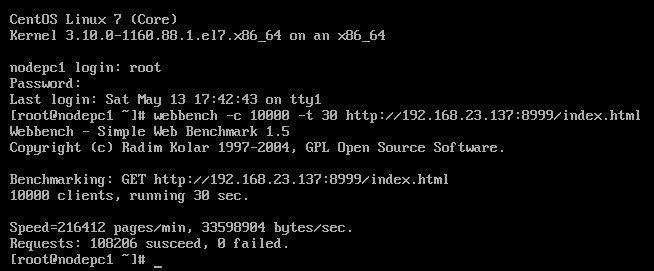 CentOS Linux 7 (Core)
Kernel 3.10.0-1160.88.1.el7.x86_64 on an x86_64
nodepc1 login: root
Password:
Last login: Sat May 13 17:42:43 on tty1
[root@nodepc1 ~]# webbench -c 10000 -t 30 http://192.168.23.137:8999/index.html
Webbench - Simple Web Benchmark 1.5
Copyright (c) Radim Kolar 1997-2004, GPL Open Source Software.
Benchmarking: GET http://192.168.23.137:8999/index.html
10000 clients, running 30 sec.
Speed=216412 pages/min, 33598904 bytes/sec.
Requests: 108206 susceed, 0 failed.
[root@nodepc1 ~]# _